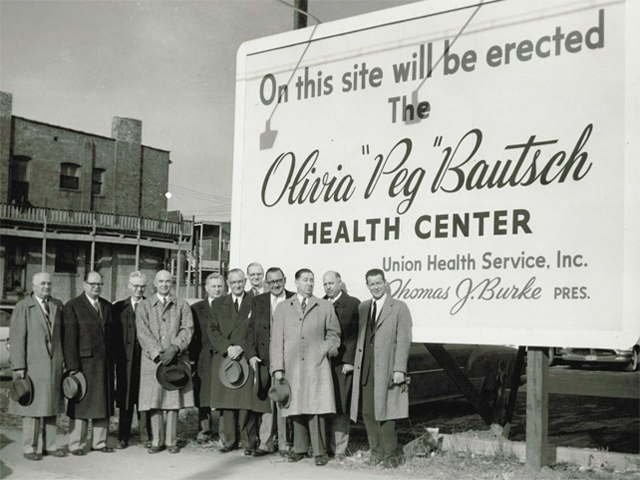 On this site will be erected
The
Olivia "Peg" Bautsch
HEALTH CENTER
Union Health Service, Inc.
Thomas J. Burke PRES.